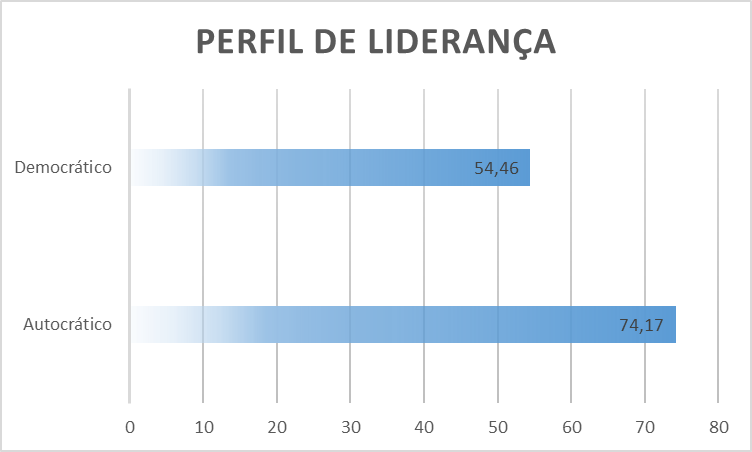 PERFIL DE LIDERANÇA
Democrático
54,46
Autocrático
74,17
0 10 20 30 40 50 60 70 80